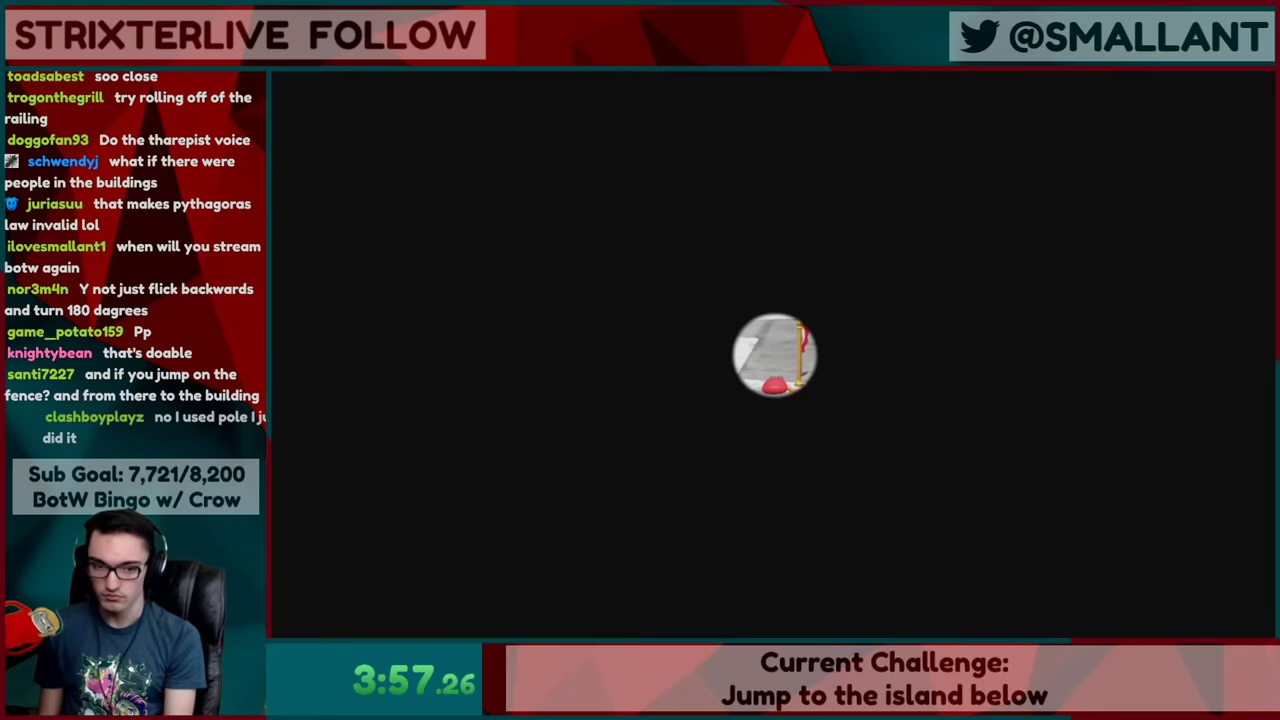 STRIXTERLIVE FOLLOW
@SMALLANT
toadsabest soo close
trogonthegrill try rolling off of the
railing
doggofan93 Do the tharepist voice
schwendyj what if there were
people in the buildings
juriasuu that makes pythagoras
law invalid lol
ilovesmallant1 when will you stream
botw again
nor3m4n Y not just flick backwards
and turn 180 dagrees
game__potato159 Pp
knightybean that's doable
santi7227 and if you jump on the
fence? and from there to the building
clashboyplayz no I used pole I ju
did it
Sub Goal: 7,721/8,200
BotW Bingo w/ Crow
3:57.26
Current Challenge:
Jump to the island below